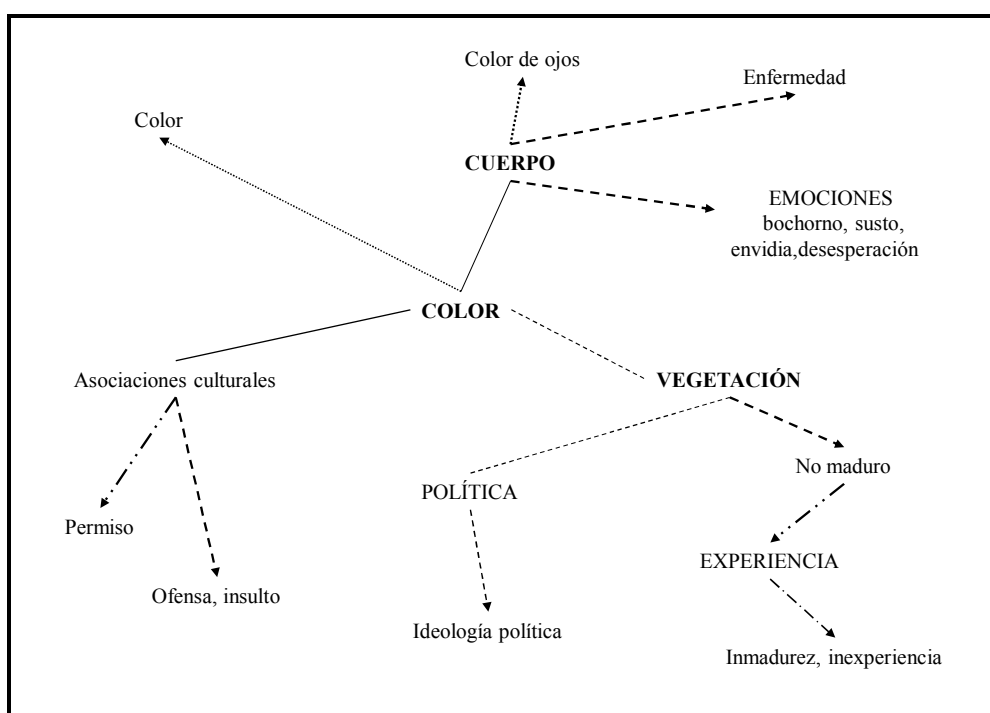 Color de ojos
Enfermedad
Color
CUERPO
EMOCIONES
bochorno, susto,
envidia,desesperación
COLOR
Asociaciones culturales
VEGETACIÓN
No maduro
POLÍTICA
Permiso
EXPERIENCIA
Ofensa, insulto
Ideología política
Inmadurez, inexperiencia